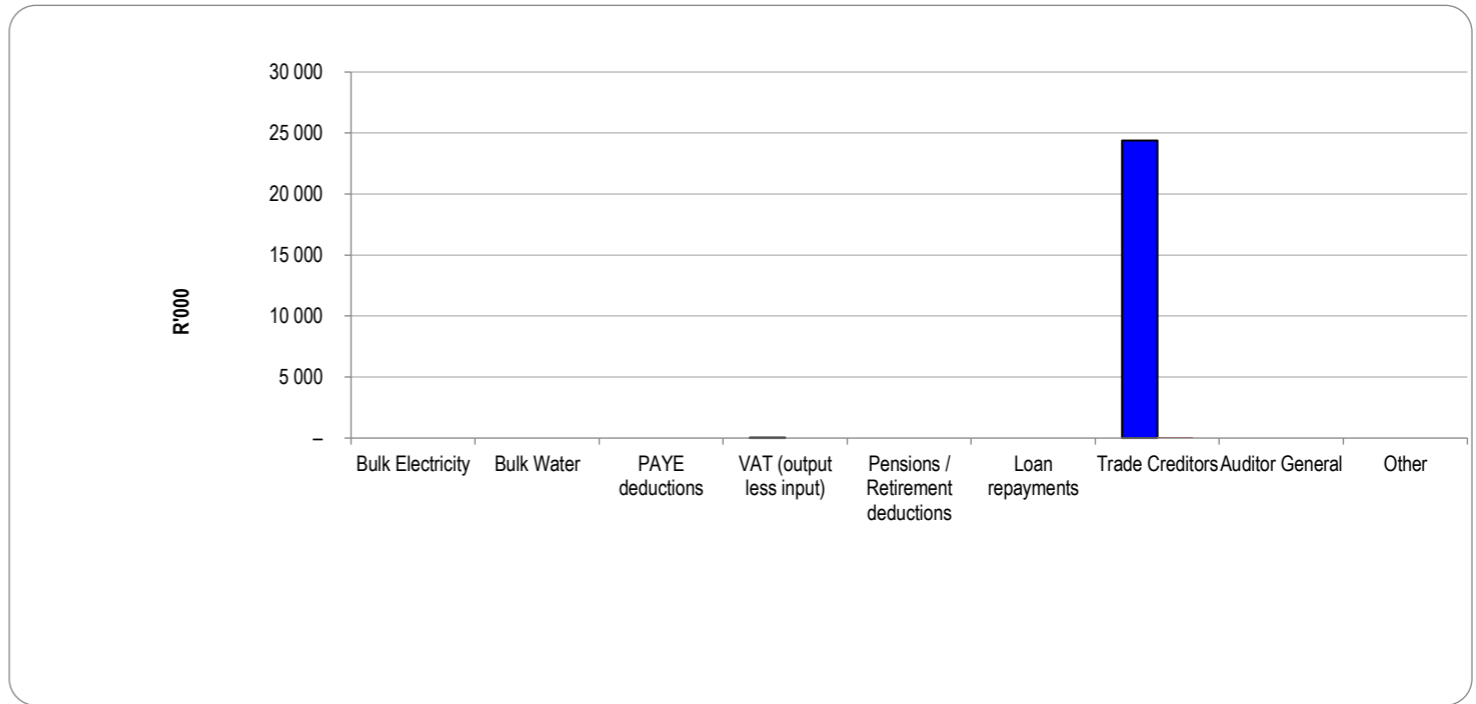 30 000
25 000
20 000
15 000
10 000
5 000
–
R'000
Bulk Electricity
Bulk Water
PAYE
deductions
VAT (output
less input)
Pensions /
Retirement
deductions
Loan
repayments
Trade Creditors
Auditor General
Other